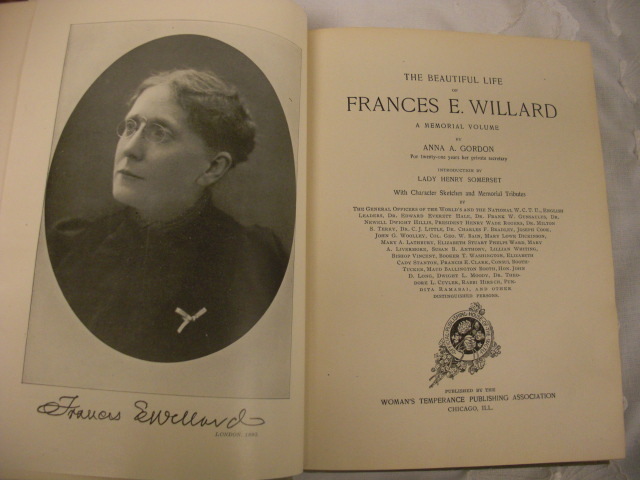 Frances E Willard
LONDON, 1893
THE BEAUTIFUL LIFE
OF
FRANCES E. WILLARD
A MEMORIAL VOLUME
BY
ANNA A. GORDON
For twenty-one years her private secretary
INTRODUCTION BY
LADY HENRY SOMERSET
With Character Sketches and Memorial Tributes
BY
THE GENERAL OFFICERS OF THE WORLD'S AND THE NATIONAL W. C. T. U., ENGLISH
LEADERS, DR. EDWARD EVERETT HALE, DR. FRANK W. GUNSAULUS, DR.
NEWELL DWIGHT HILLIS, PRESIDENT HENRY WADE ROGERS, DR. MILTON
S. TERRY, DR. C. J. LITTLE, DR. CHARLES F. BRADLEY, JOSEPH COOK,
JOHN G. WOOLLEY, COL. GEO. W. BAIN, MARY LOWE DICKINSON,
MARY A. LATHBURY, ELIZABETH STUART PHELPS WARD, MARY
A. LIVERMORE, SUSAN B. ANTHONY, LILLIAN WHITING,
BISHOP VINCENT, BOOKER T. WASHINGTON, ELIZABETH
CADY STANTON, FRANCIS E. CLARK, CONSUL BOOTH-
TUCKER, MAUD BALLINGTON BOOTH, HON. JOHN
D. LONG, DWIGHT L. MOODY, DR. THEO-
DORE L. CUYLER, RABBI HIRSCH, PUN-
DITA RAMABAI, AND OTHER
DISTINGUISHED PERSONS.
PUBLISHED BY THE
WOMAN'S TEMPERANCE PUBLISHING ASSOCIATION
CHICAGO, ILL.